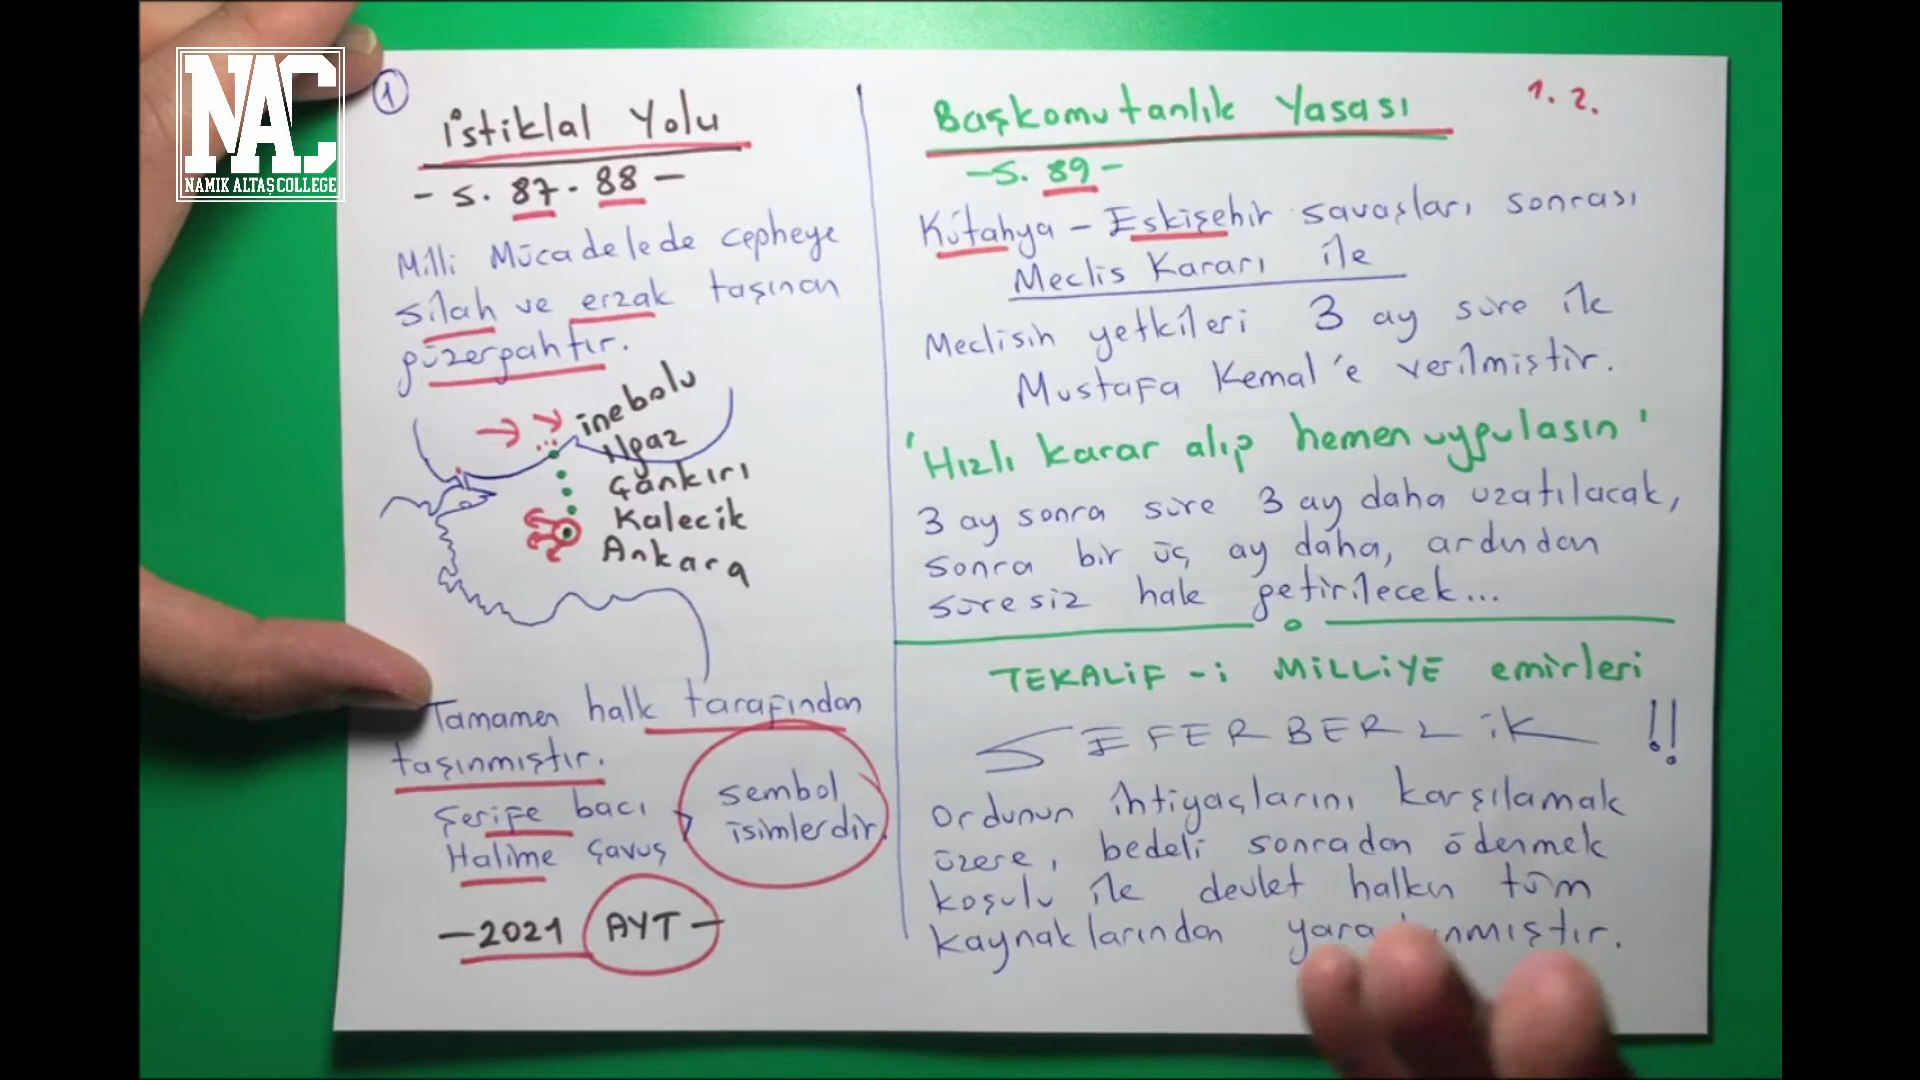 NAC
NAMIK ALTAŞ COLLEGE
1
İstiklal Yolu
- S. 87 - 88 -
Milli Mücadelede cepheye
silah ve erzak taşınan
güzergahtır.
inebolu
Ilgaz
Çankırı
Kalecik
Ankara
Tamamen halk tarafından
taşınmıştır.
Şerife bacı
Halime Çavuş
sembol
isimlerdir.
- 2021 AYT -
1. 2.
Başkomutanlık Yasası
- S. 89 -
Kütahya - Eskişehir savaşları sonrası
Meclis Kararı ile
Meclisin yetkileri 3 ay süre ile
Mustafa Kemal'e verilmiştir.
'Hızlı karar alıp hemen uygulasın'
3 ay sonra süre 3 ay daha uzatılacak,
sonra bir üç ay daha, ardından
süresiz hale getirilecek...
TEKALİF-i MİLLİYE emirleri
SEFERBERLİK !!
Ordunun ihtiyaçlarını karşılamak
üzere, bedeli sonradan ödenmek
koşulu ile devlet halkın tüm
kaynaklarından